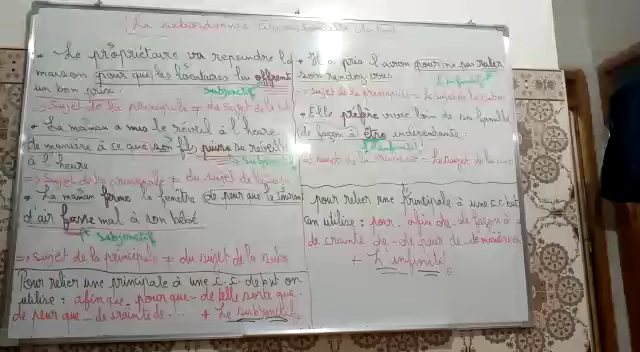 La subordonnée
. Le propriétaire va repeindre la
maison pour que les locataires lui offrent
un bon prix. subjonctif
=> sujet de la principale ≠ du sujet de la sub
. La maman a mis le réveil à l'heure
de manière à ce que son fils puisse se réveiller
à l'heure subjonctif
=> sujet de la principale ≠ du sujet de la sub
. La maman ferme la fenêtre de peur que le courant
d'air fasse mal à son bébé
subjonctif
=> sujet de la principale ≠ du sujet de la sub
Pour relier une principale à une C.C. de but on
utilise : afin que - pour que - de telle sorte que
de peur que - de crainte de ... + Le subjonctif
. Il a pris l'avion pour ne pas rater
son rendez vous. L'infinitif
= sujet de la principale = le sujet de la sub
. Elle préfère vivre loin de sa famille
de façon à être indépendante.
L'infinitif
=> sujet de la = le sujet de la
pour relier une principale à une C.C but
on utilise : pour - afin de - de façon à
de crainte de - de peur de - de manière à
+ L'infinitif